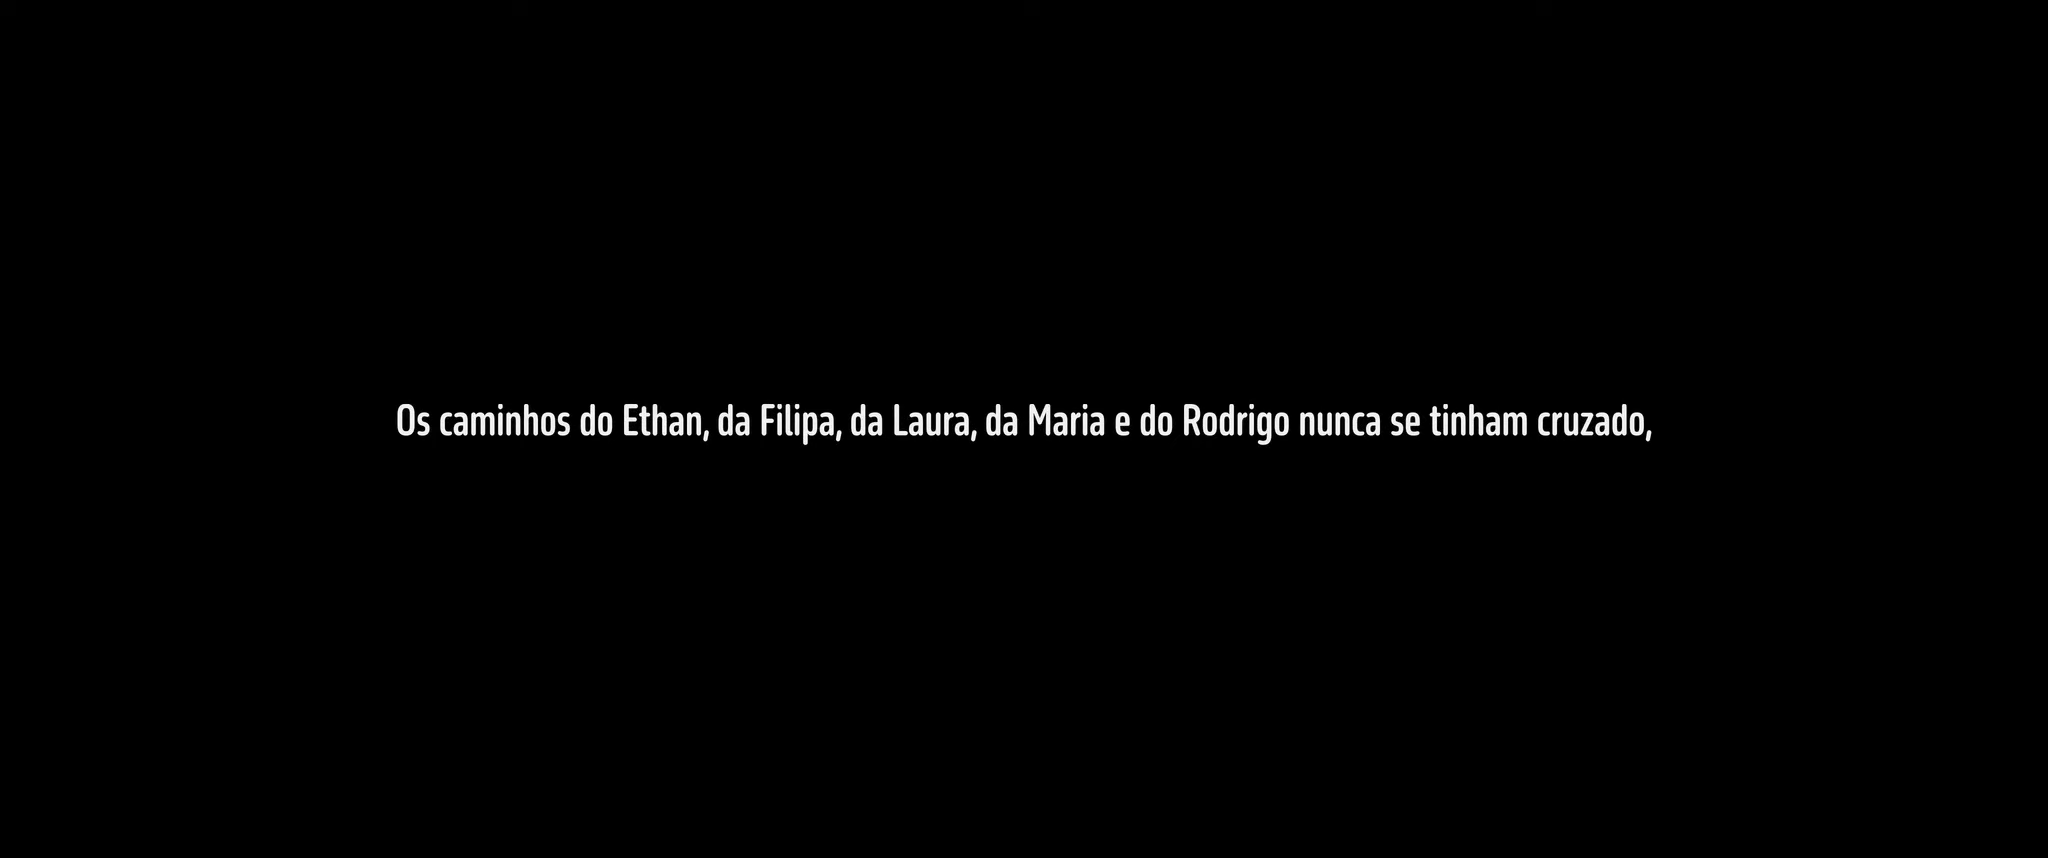 Os caminhos do Ethan, da Filipa, da Laura, da Maria e do Rodrigo nunca se tinham cruzado,